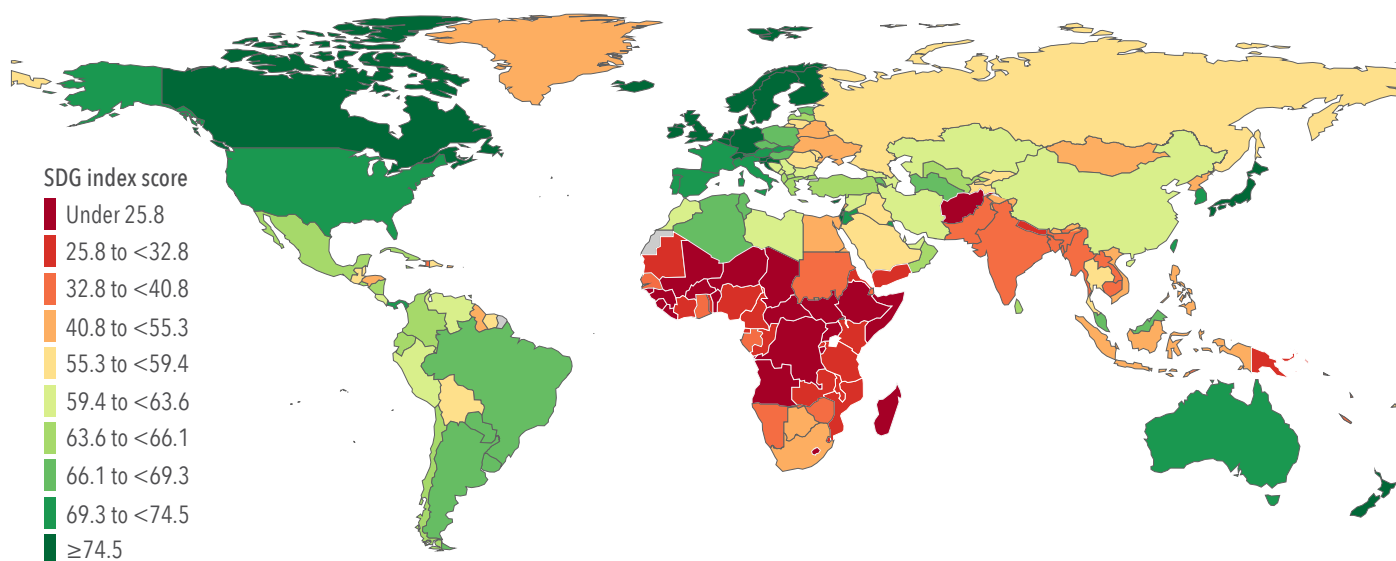 SDG index score
Under 25.8
25.8 to <32.8
32.8 to <40.8
40.8 to <55.3
55.3 to <59.4
59.4 to <63.6
63.6 to <66.1
66.1 to <69.3
69.3 to <74.5
≥74.5